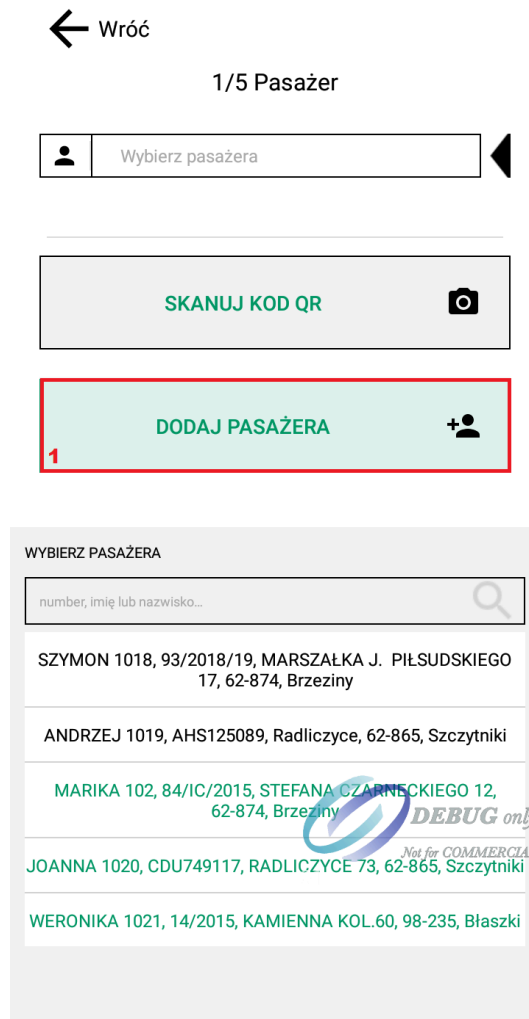 Wróć
1/5 Pasażer
Wybierz pasażera
SKANUJ KOD QR
DODAJ PASAŻERA
1
WYBIERZ PASAŻERA
number, imię lub nazwisko...
SZYMON 1018, 93/2018/19, MARSZAŁKA J. PIŁSUDSKIEGO
17, 62-874, Brzeziny
ANDRZEJ 1019, AHS125089, Radliczyce, 62-865, Szczytniki
MARIKA 102, 84/IC/2015, STEFANA CZARNECKIEGO 12,
62-874, Brzeziny
DEBUG only
Not for COMMERCIA
JOANNA 1020, CDU749117, RADLICZYCE 73, 62-865, Szczytniki
WERONIKA 1021, 14/2015, KAMIENNA KOL.60, 98-235, Błaszki